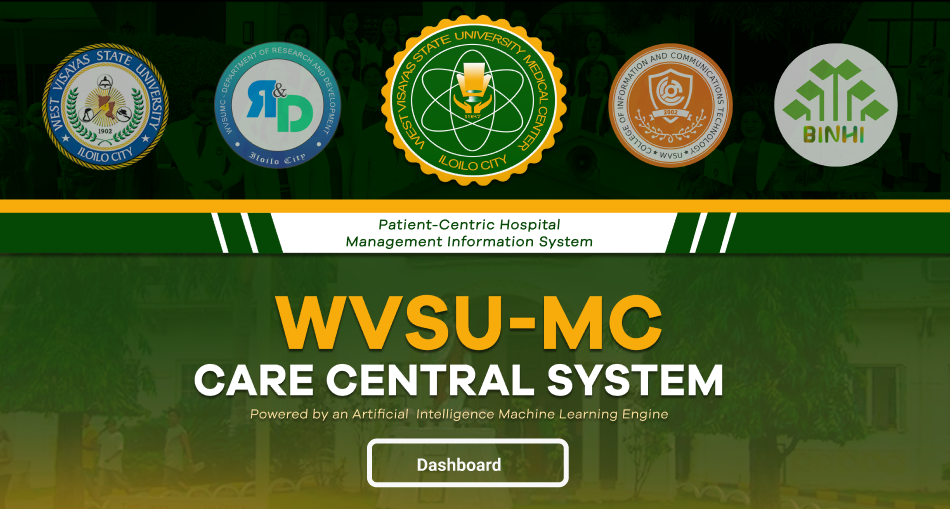 WEST VISAYAS STATE UNIVERSITY
1902
ILOILO CITY
WVSUMC - DEPARTMENT OF RESEARCH AND DEVELOPMENT
R&D
Iloilo City
WEST VISAYAS STATE UNIVERSITY MEDICAL CENTER
ILOILO CITY
COLLEGE OF INFORMATION AND COMMUNICATIONS TECHNOLOGY
2002
WVSU
BINHI
Patient-Centric Hospital
Management Information System
WVSU-MC
CARE CENTRAL SYSTEM
Powered by an Artificial Intelligence Machine Learning Engine
Dashboard